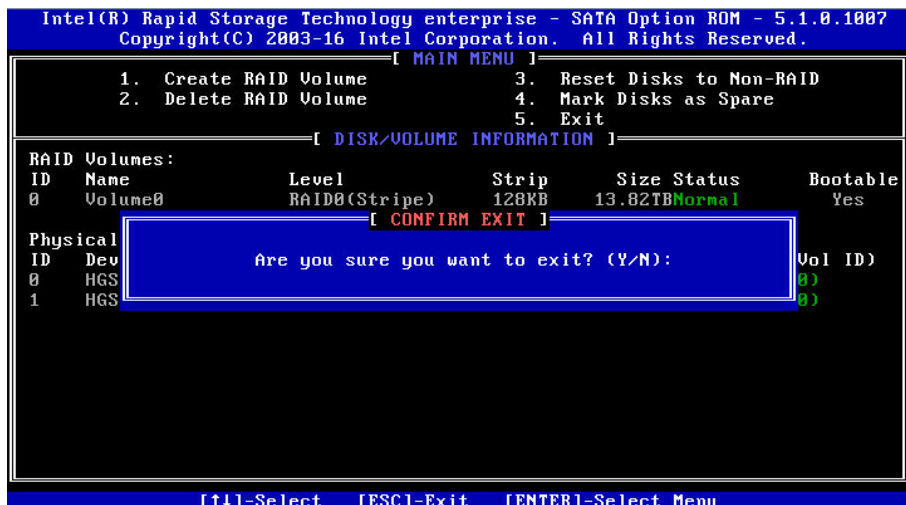 Intel(R) Rapid Storage Technology enterprise - SATA Option ROM - 5.1.0.1007
Copyright(C) 2003-16 Intel Corporation. All Rights Reserved.
[ MAIN MENU ]
1. Create RAID Volume 3. Reset Disks to Non-RAID
2. Delete RAID Volume 4. Mark Disks as Spare
5. Exit
[ DISK/VOLUME INFORMATION ]
RAID Volumes:
ID Name Level Strip Size Status Bootable
0 Volume0 RAID0(Stripe) 128KB 13.82TB Normal Yes
[ CONFIRM EXIT ]
Physical
ID Dev Are you sure you want to exit? (Y/N): Vol ID)
0 HGS 0)
1 HGS 0)
[↑↓]-Select [ESC]-Exit [ENTER]-Select Menu